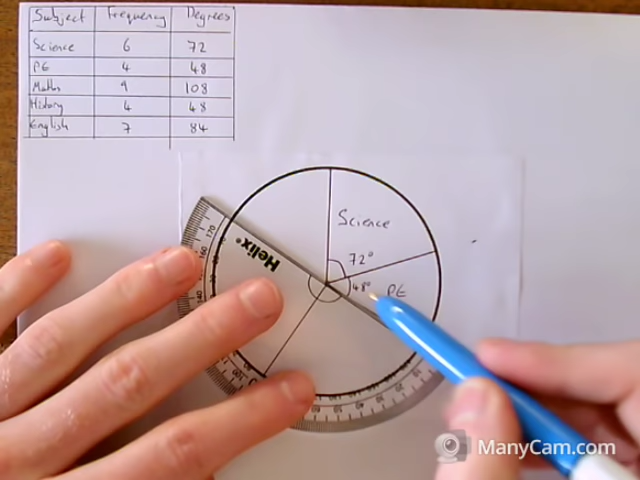 Subject Frequency Degrees
Science 6 72
PE 4 48
Maths 9 108
History 4 48
English 7 84
Science
72°
48° PE
Helix
ManyCam.com